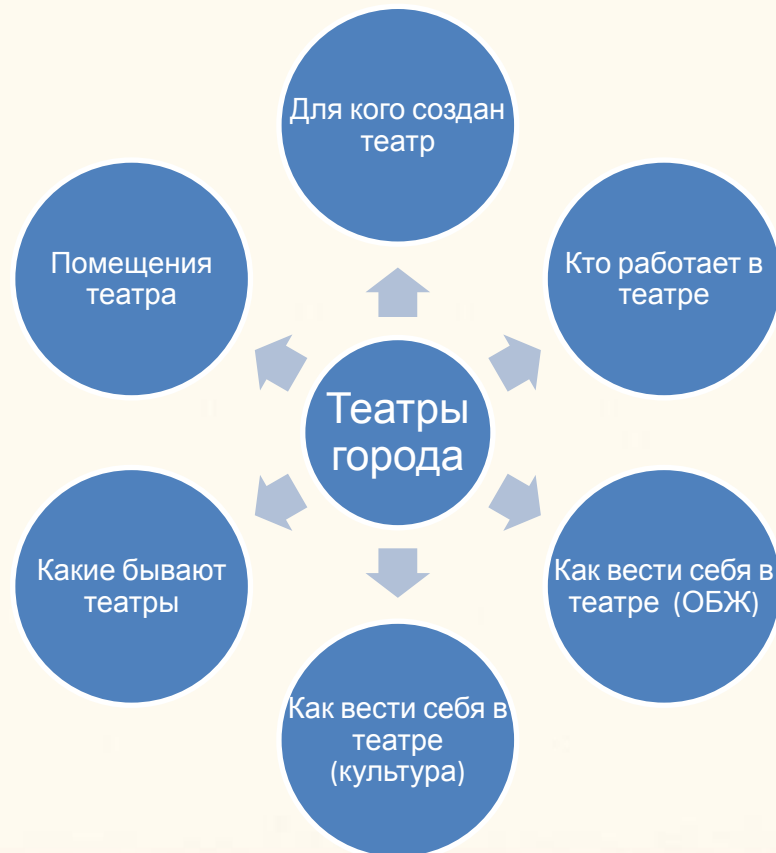 Для кого создан
театр
Помещения
театра
Кто работает в
театре
Театры
города
Какие бывают
театры
Как вести себя в
театре (ОБЖ)
Как вести себя в
театре
(культура)